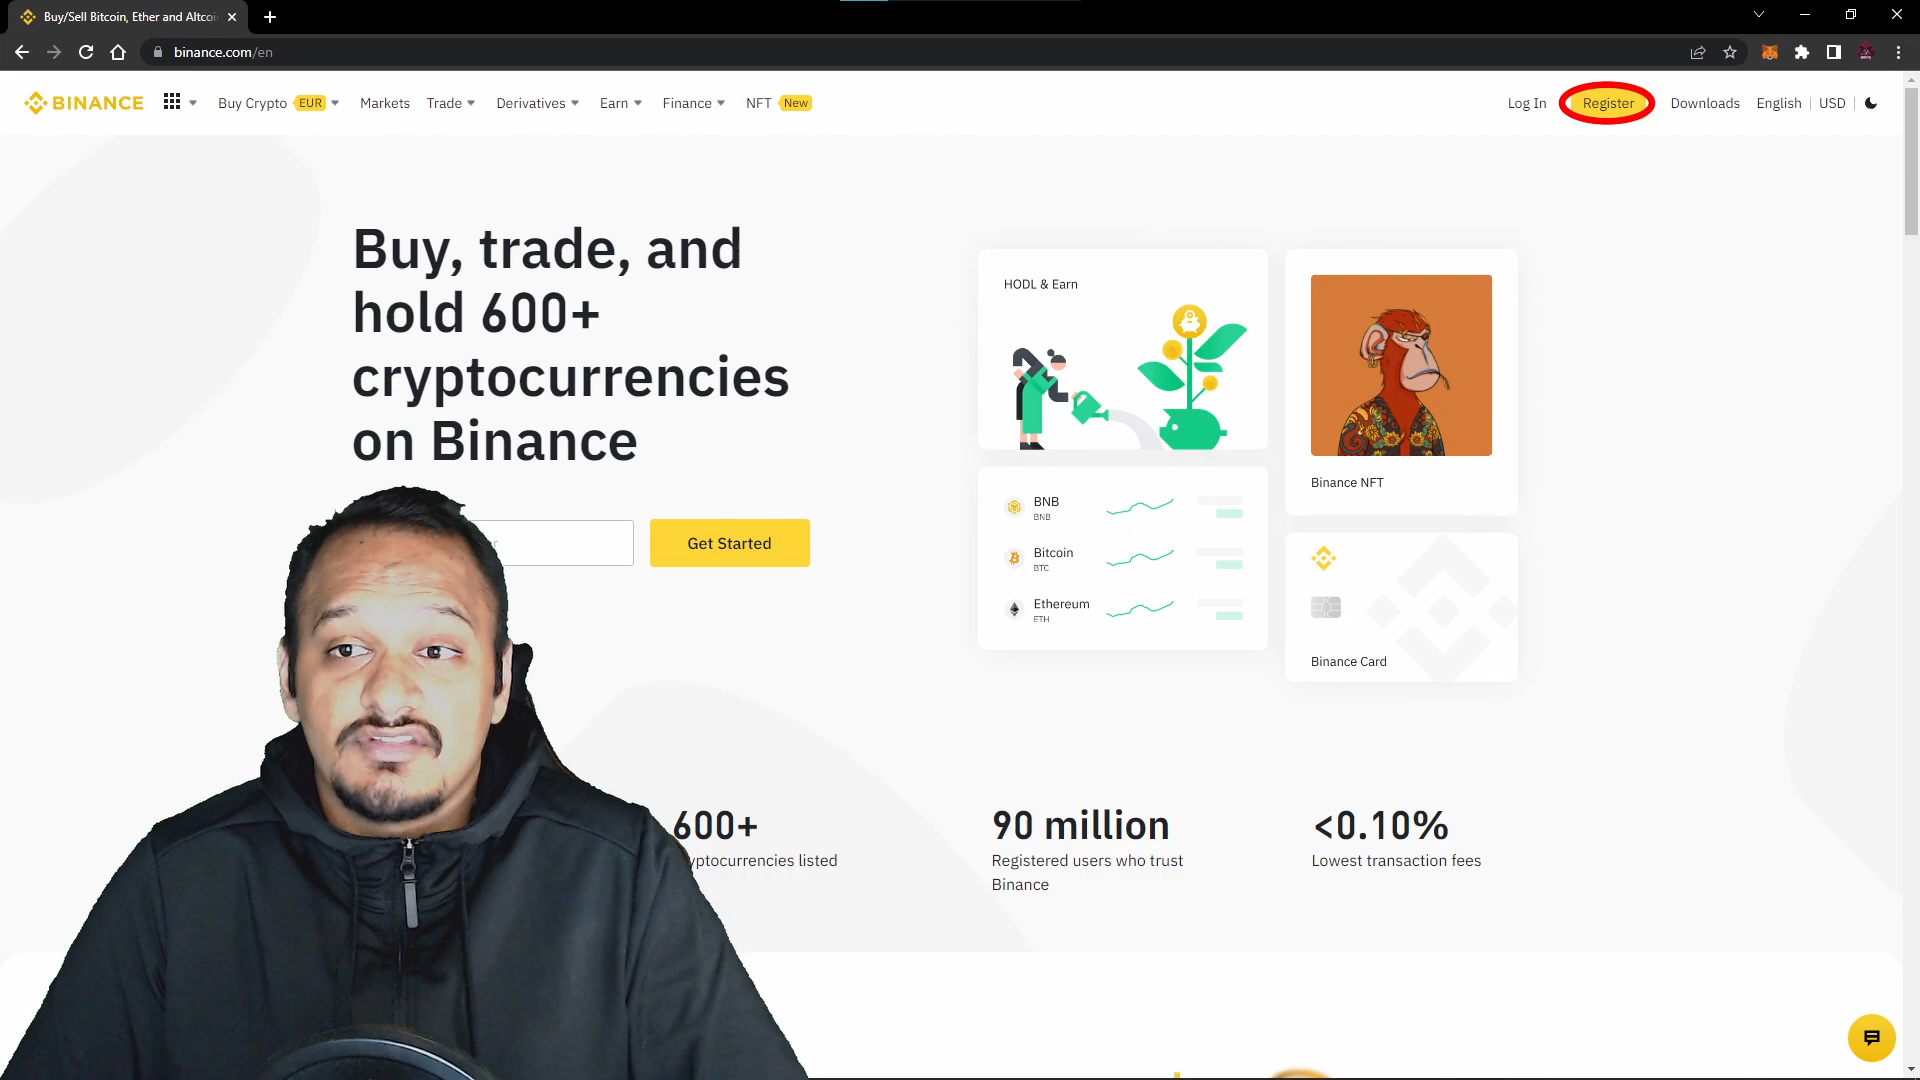 Buy/Sell Bitcoin, Ether and Altcoi
binance.com/en
BINANCE
Buy Crypto EUR
Markets
Trade
Derivatives
Earn
Finance
NFT New
Log In
Register
Downloads
English
USD
Buy, trade, and
hold 600+
cryptocurrencies
on Binance
Get Started
HODL & Earn
BNB
BNB
Bitcoin
BTC
Ethereum
ETH
Binance NFT
Binance Card
600+
yptocurrencies listed
90 million
Registered users who trust
Binance
<0.10%
Lowest transaction fees